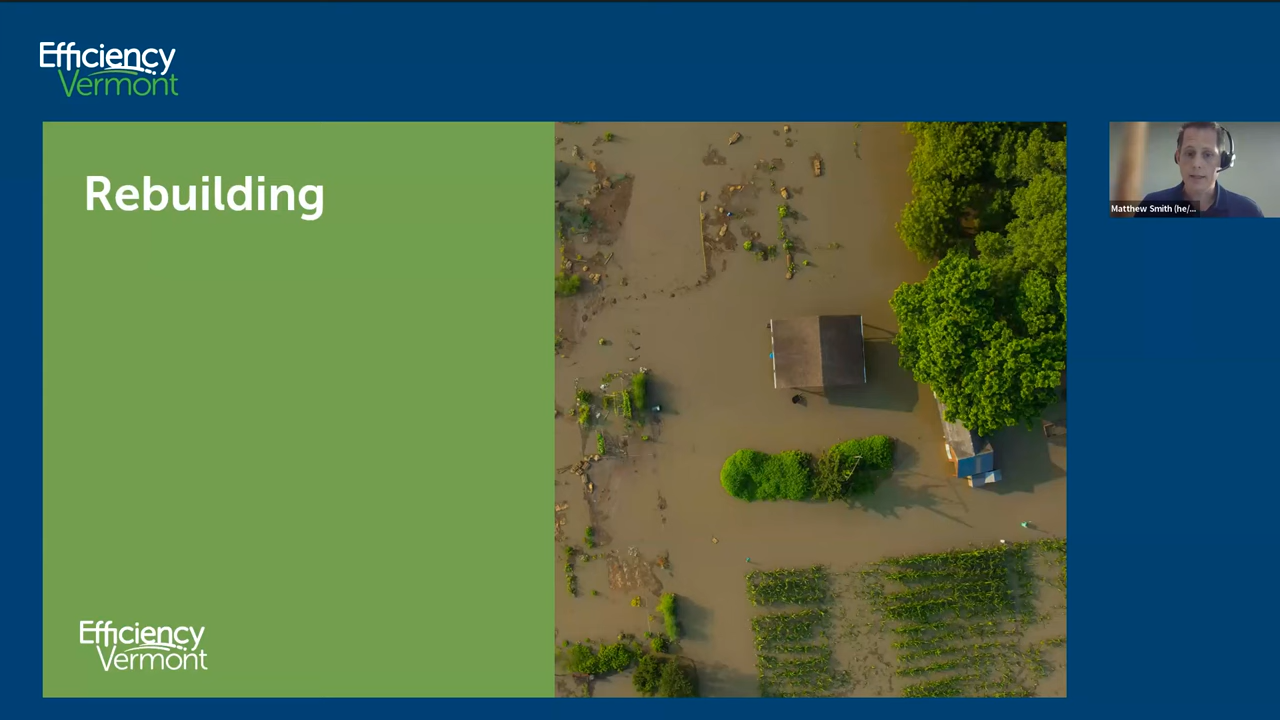 Efficiency
Vermont
Rebuilding
Matthew Smith (he/...
Efficiency
Vermont